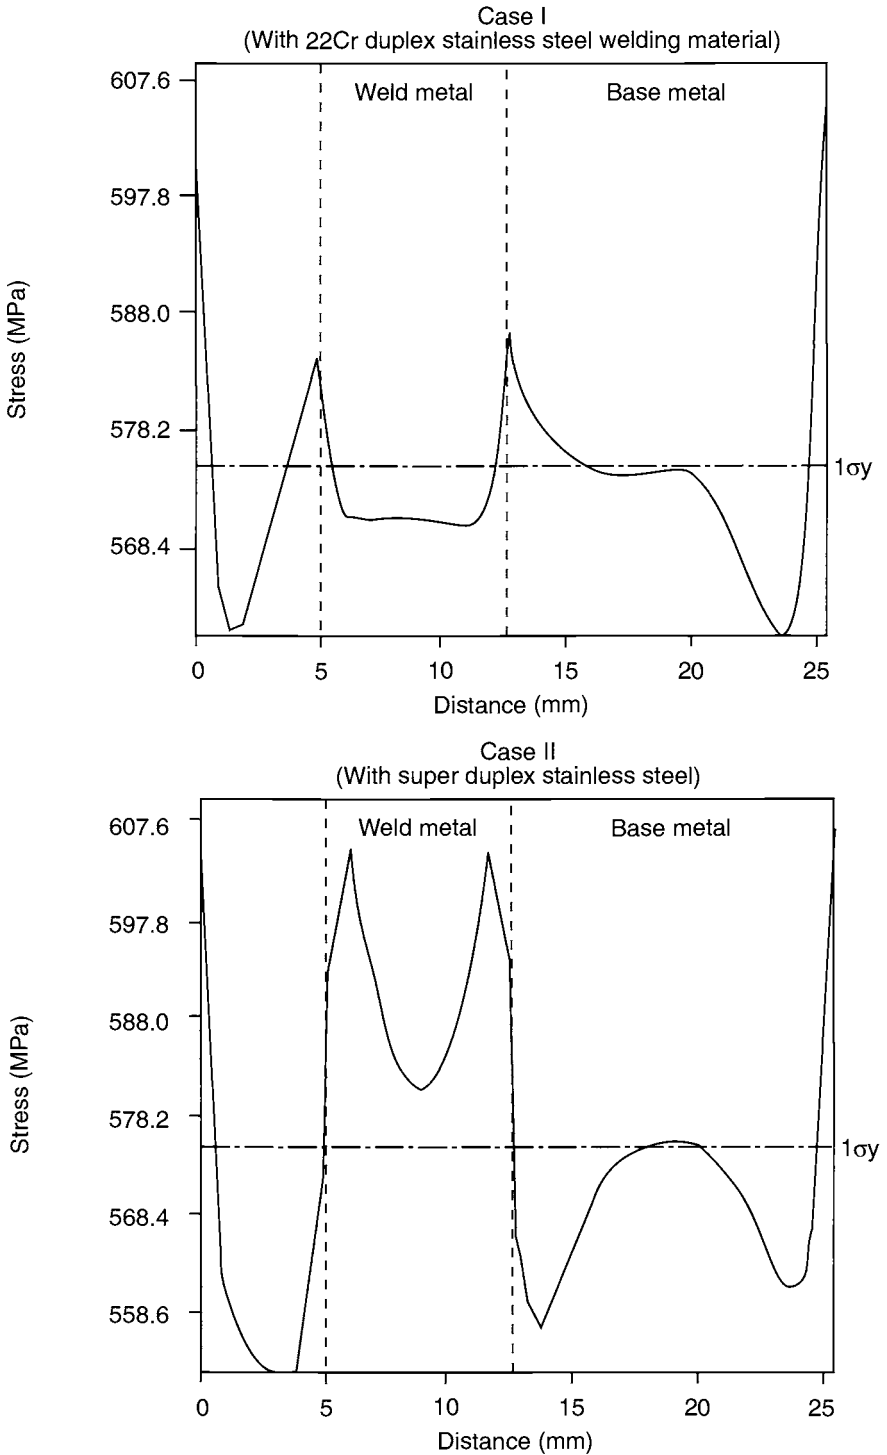 Case I
(With 22Cr duplex stainless steel welding material)
607.6
Weld metal
Base metal
597.8
588.0
578.2
1σy
568.4
Stress (MPa)
0 5 10 15 20 25
Distance (mm)
Case II
(With super duplex stainless steel)
607.6
Weld metal
Base metal
597.8
588.0
578.2
1σy
568.4
558.6
Stress (MPa)
0 5 10 15 20 25
Distance (mm)